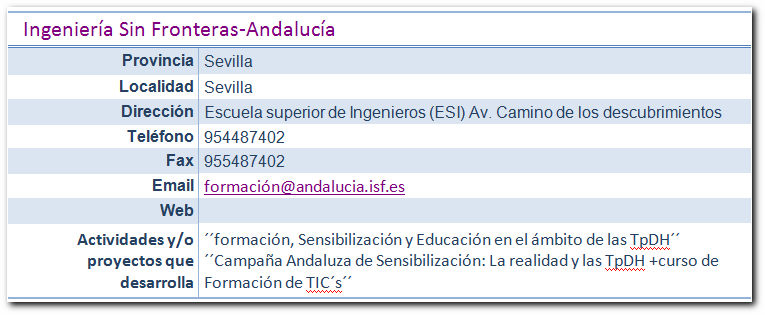 Ingeniería Sin Fronteras-Andalucía
Provincia Sevilla
Localidad Sevilla
Dirección Escuela superior de Ingenieros (ESI) Av. Camino de los descubrimientos
Teléfono 954487402
Fax 955487402
Email formación@andalucia.isf.es
Web
Actividades y/o proyectos que desarrolla
´´formación, Sensibilización y Educación en el ámbito de las TpDH´´
´´Campaña Andaluza de Sensibilización: La realidad y las TpDH +curso de
Formación de TIC´s´´